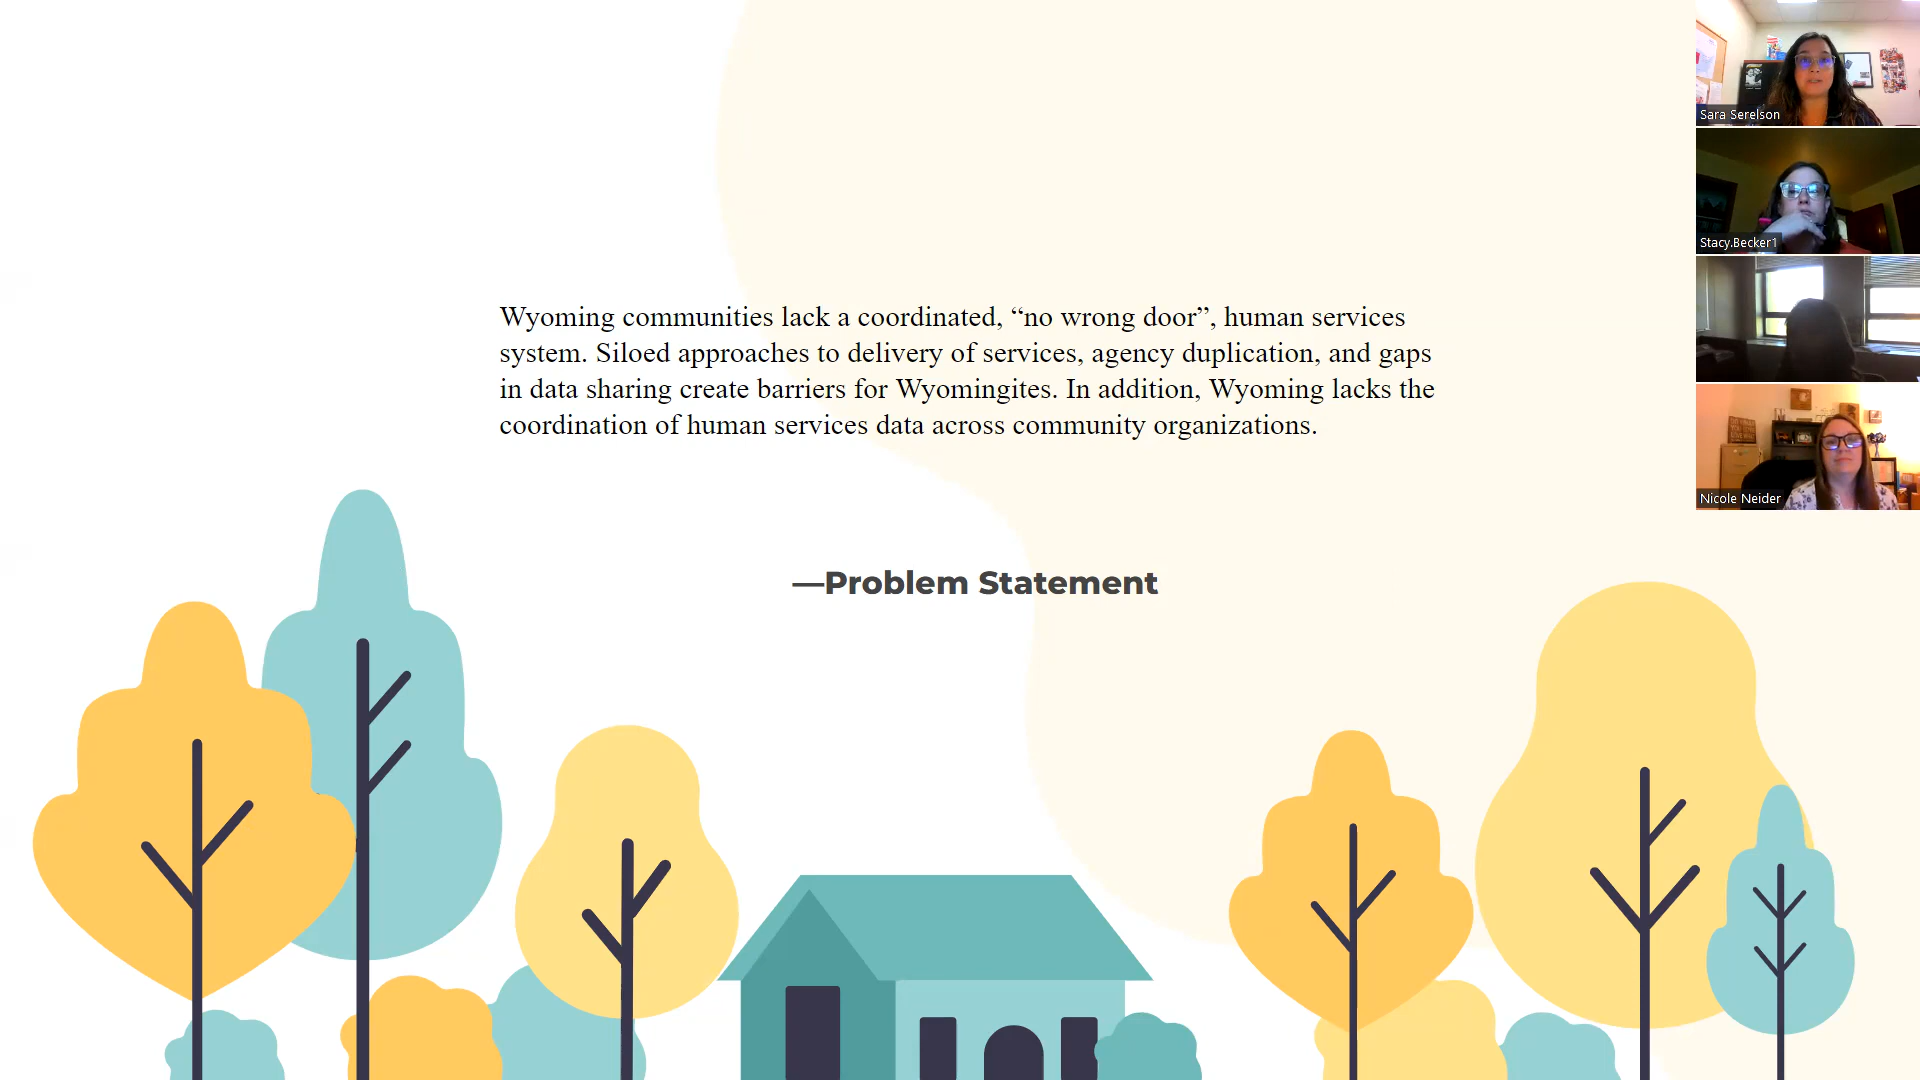 Wyoming communities lack a coordinated, “no wrong door”, human services
system. Siloed approaches to delivery of services, agency duplication, and gaps
in data sharing create barriers for Wyomingites. In addition, Wyoming lacks the
coordination of human services data across community organizations.
—Problem Statement
Sara Serelson
Stacy.Becker1
Nicole Neider